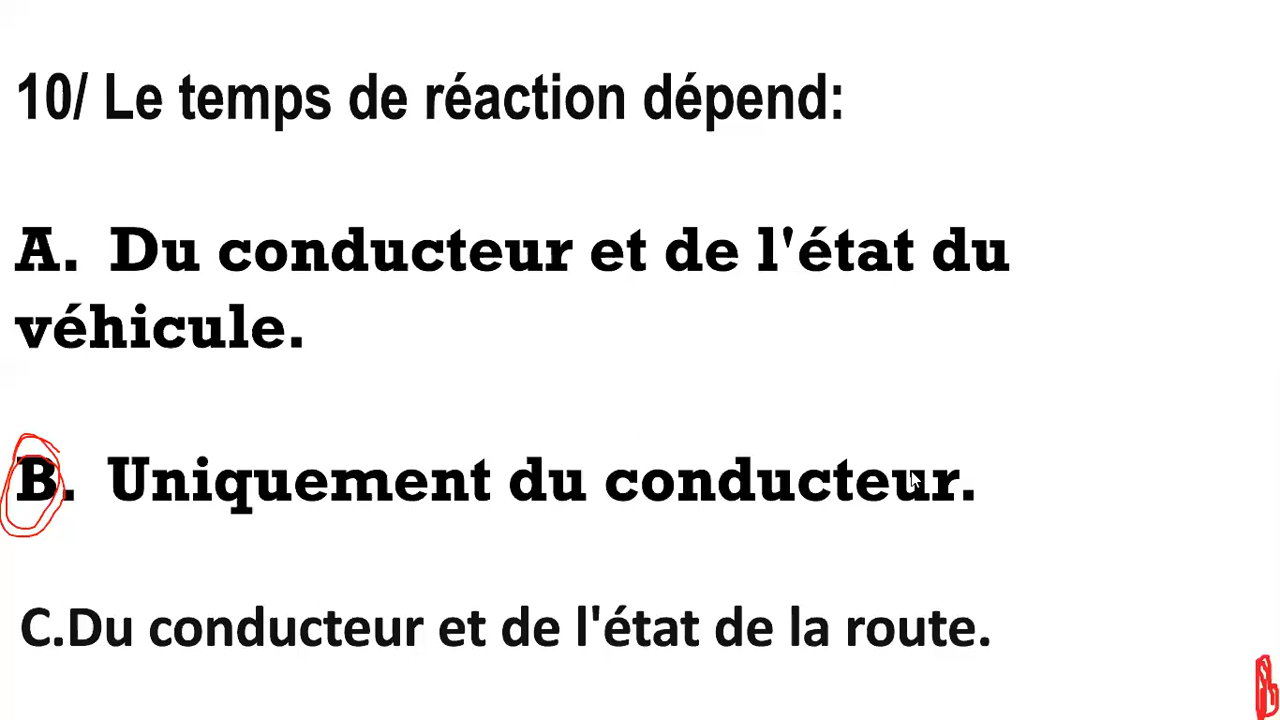 10/ Le temps de réaction dépend:
A. Du conducteur et de l'état du
véhicule.
B. Uniquement du conducteur.
C.Du conducteur et de l'état de la route.